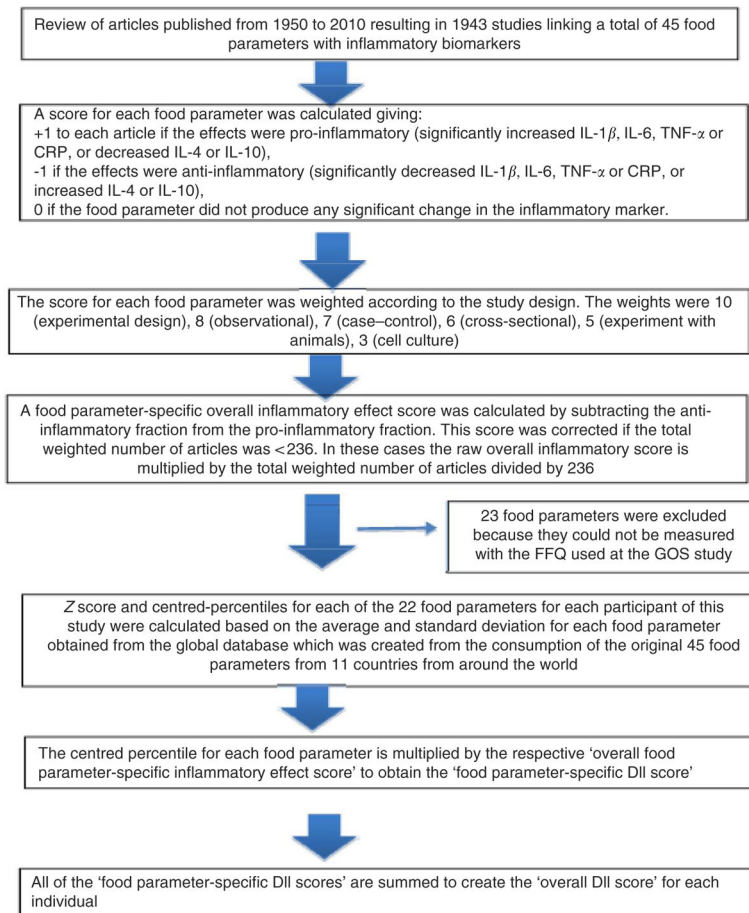 Review of articles published from 1950 to 2010 resulting in 1943 studies linking a total of 45 food
parameters with inflammatory biomarkers
A score for each food parameter was calculated giving:
+1 to each article if the effects were pro-inflammatory (significantly increased IL-1β, IL-6, TNF-α or
CRP, or decreased IL-4 or IL-10),
-1 if the effects were anti-inflammatory (significantly decreased IL-1β, IL-6, TNF-α or CRP, or
increased IL-4 or IL-10),
0 if the food parameter did not produce any significant change in the inflammatory marker.
The score for each food parameter was weighted according to the study design. The weights were 10
(experimental design), 8 (observational), 7 (case–control), 6 (cross-sectional), 5 (experiment with
animals), 3 (cell culture)
A food parameter-specific overall inflammatory effect score was calculated by subtracting the anti-
inflammatory fraction from the pro-inflammatory fraction. This score was corrected if the total
weighted number of articles was <236. In these cases the raw overall inflammatory score is
multiplied by the total weighted number of articles divided by 236
23 food parameters were excluded
because they could not be measured
with the FFQ used at the GOS study
Z score and centred-percentiles for each of the 22 food parameters for each participant of this
study were calculated based on the average and standard deviation for each food parameter
obtained from the global database which was created from the consumption of the original 45 food
parameters from 11 countries from around the world
The centred percentile for each food parameter is multiplied by the respective ‘overall food
parameter-specific inflammatory effect score’ to obtain the ‘food parameter-specific DII score’
All of the ‘food parameter-specific DII scores’ are summed to create the ‘overall DII score’ for each
individual